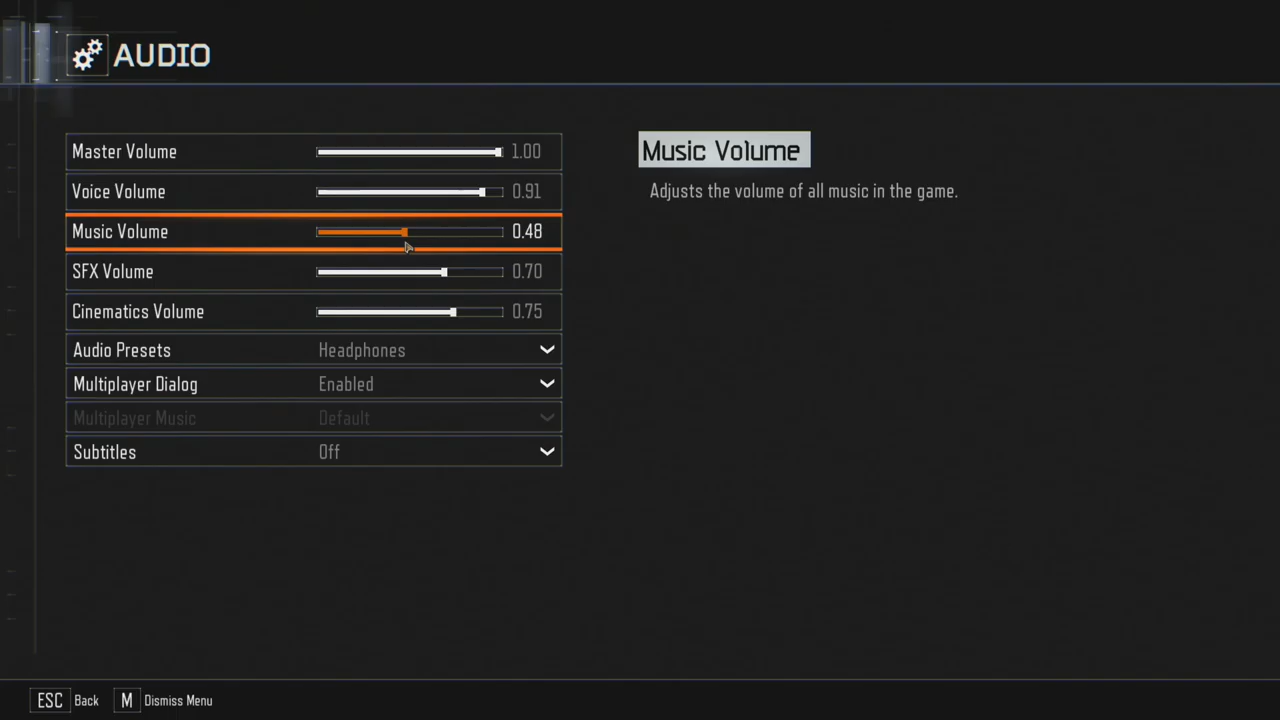 AUDIO
Master Volume 1.00
Voice Volume 0.91
Music Volume 0.48
SFX Volume 0.70
Cinematics Volume 0.75
Audio Presets Headphones
Multiplayer Dialog Enabled
Multiplayer Music Default
Subtitles Off
Music Volume
Adjusts the volume of all music in the game.
ESC Back M Dismiss Menu